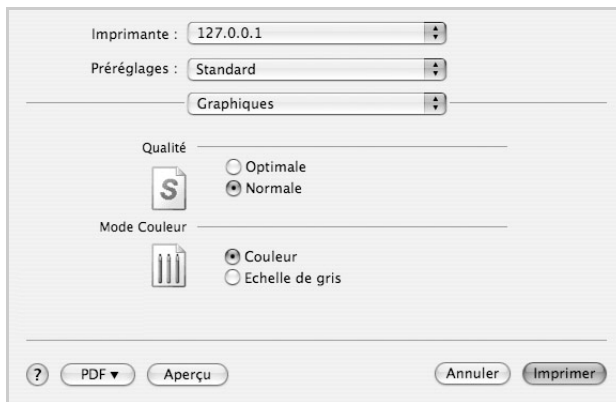 Imprimante : 127.0.0.1
Préréglages : Standard
Graphiques
Qualité
Optimale
S
Normale
Mode Couleur
Couleur
Echelle de gris
? PDF▼ Aperçu Annuler Imprimer